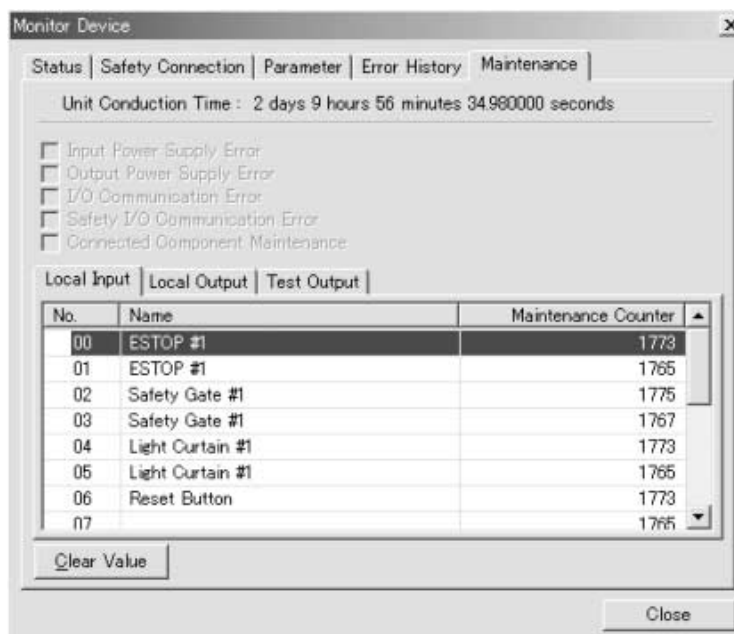 Monitor Device
Status Safety Connection Parameter Error History Maintenance
Unit Conduction Time : 2 days 9 hours 56 minutes 34.980000 seconds
Input Power Supply Error
Output Power Supply Error
I/O Communication Error
Safety I/O Communication Error
Connected Component Maintenance
Local Input Local Output Test Output
No. Name Maintenance Counter
00 ESTOP #1 1773
01 ESTOP #1 1765
02 Safety Gate #1 1775
03 Safety Gate #1 1767
04 Light Curtain #1 1773
05 Light Curtain #1 1765
06 Reset Button 1773
07 1765
Clear Value
Close